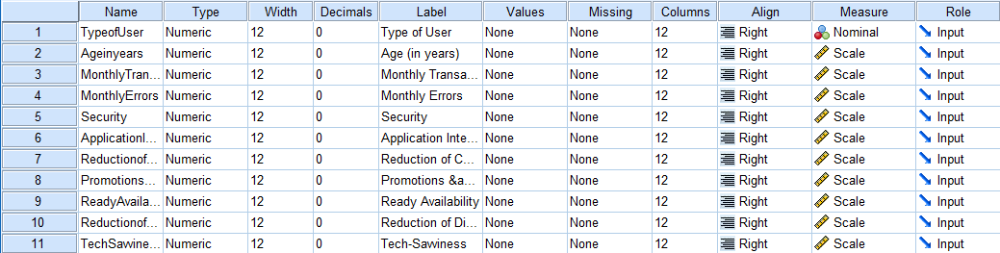 Name Type Width Decimals Label Values Missing Columns Align Measure Role
1 TypeofUser Numeric 12 0 Type of User None None 12 Right Nominal Input
2 Ageinyears Numeric 12 0 Age (in years) None None 12 Right Scale Input
3 MonthlyTran... Numeric 12 0 Monthly Transa... None None 12 Right Scale Input
4 MonthlyErrors Numeric 12 0 Monthly Errors None None 12 Right Scale Input
5 Security Numeric 12 0 Security None None 12 Right Scale Input
6 ApplicationI... Numeric 12 0 Application Inte... None None 12 Right Scale Input
7 Reductionof... Numeric 12 0 Reduction of C... None None 12 Right Scale Input
8 Promotions... Numeric 12 0 Promotions &a... None None 12 Right Scale Input
9 ReadyAvaila... Numeric 12 0 Ready Availability None None 12 Right Scale Input
10 Reductionof... Numeric 12 0 Reduction of Di... None None 12 Right Scale Input
11 TechSavvine... Numeric 12 0 Tech-Savviness None None 12 Right Scale Input